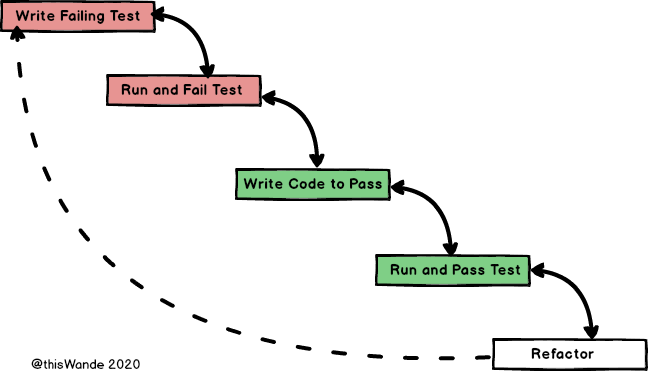 Write Failing Test
Run and Fail Test
Write Code to Pass
Run and Pass Test
Refactor
@thisWande 2020